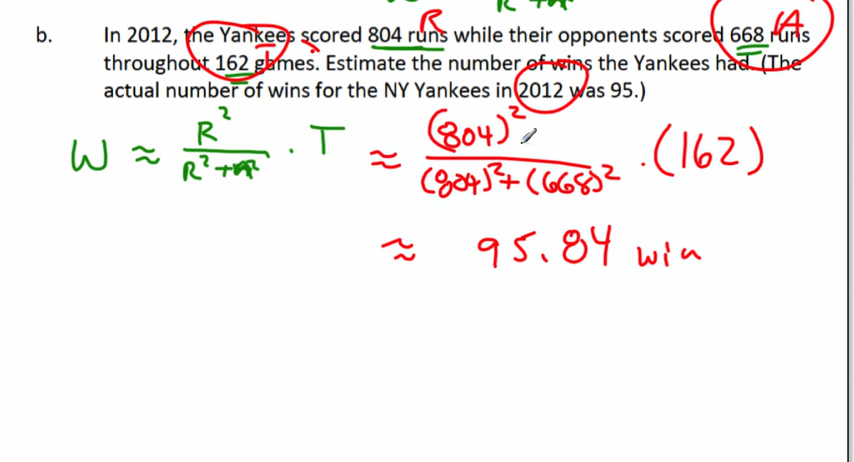 R
A
b. In 2012, the Yankees scored 804 runs while their opponents scored 668 runs
throughout 162 games. Estimate the number of wins the Yankees had. (The
actual number of wins for the NY Yankees in 2012 was 95.)
W ≈ R² / R² + · T ≈ (804)² / (804)² + (668)² · (162)
≈ 95.84 win